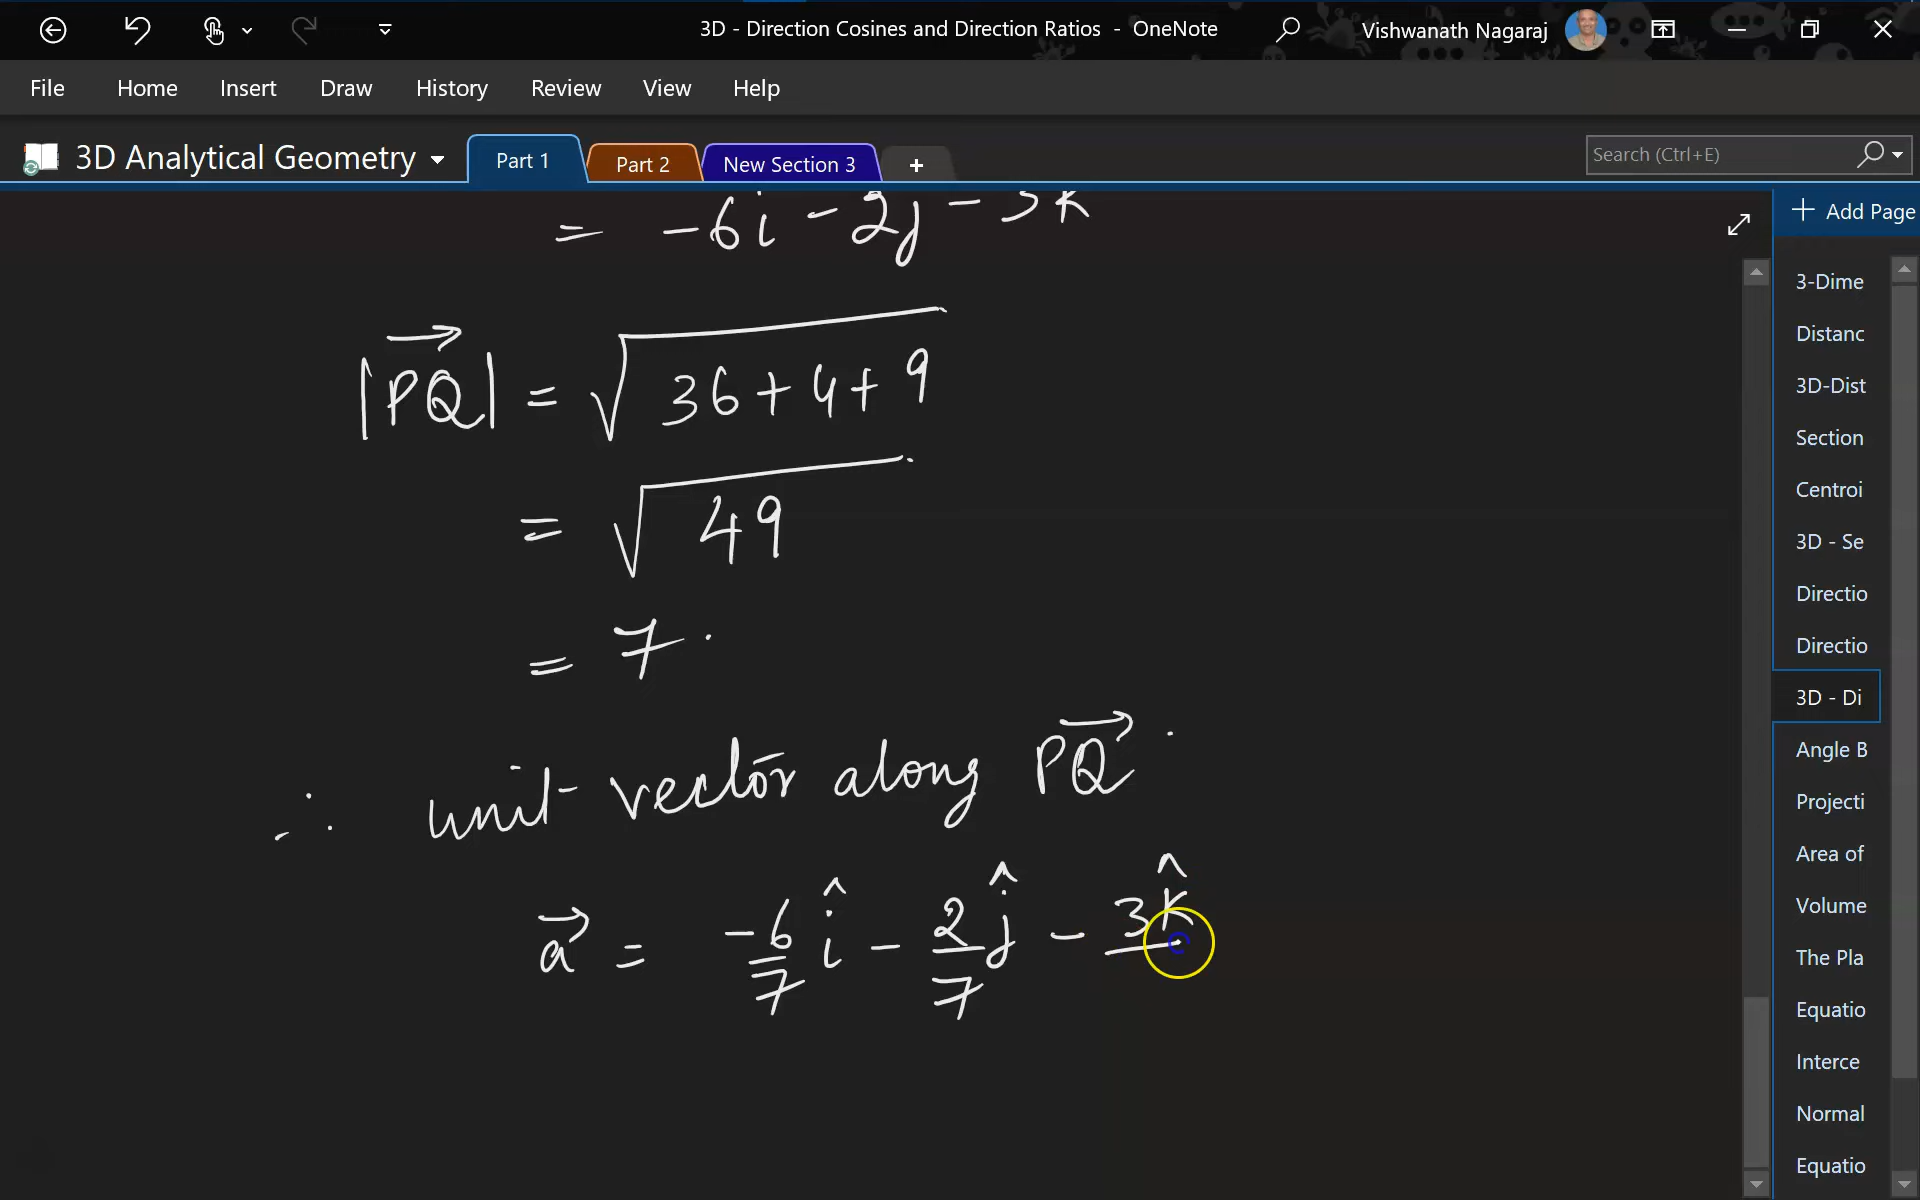 3D - Direction Cosines and Direction Ratios - OneNote
Vishwanath Nagaraj
File Home Insert Draw History Review View Help
3D Analytical Geometry Part 1 Part 2 New Section 3 +
Search (Ctrl+E)
+ Add Page
= -6i - 2j - 3k
|PQ→| = √(36+4+9)
= √49
= 7.
∴ unit vector along PQ→.
a→ = -6/7 î - 2/7 ĵ - 3k̂
3-Dime
Distanc
3D-Dist
Section
Centroi
3D - Se
Directio
Directio
3D - Di
Angle B
Projecti
Area of
Volume
The Pla
Equatio
Interce
Normal
Equatio